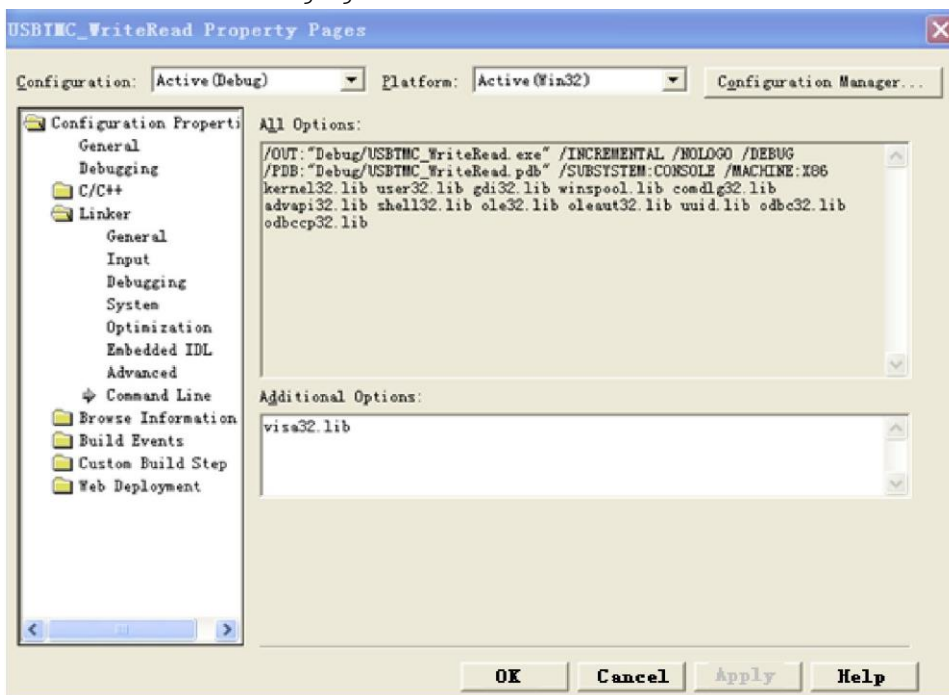 USBTMC_WriteRead Property Pages
Configuration: Active(Debug) Platform: Active(Win32) Configuration Manager...
Configuration Properti
General
Debugging
C/C++
Linker
General
Input
Debugging
System
Optimization
Embedded IDL
Advanced
Command Line
Browse Information
Build Events
Custom Build Step
Web Deployment
All Options:
/OUT:"Debug/USBTMC_WriteRead.exe" /INCREMENTAL /NOLOGO /DEBUG
/PDB:"Debug/USBTMC_WriteRead.pdb" /SUBSYSTEM:CONSOLE /MACHINE:X86
kernel32.lib user32.lib gdi32.lib winspool.lib comdlg32.lib
advapi32.lib shell32.lib ole32.lib oleaut32.lib uuid.lib odbc32.lib
odbccp32.lib
Additional Options:
visa32.lib
OK Cancel Apply Help